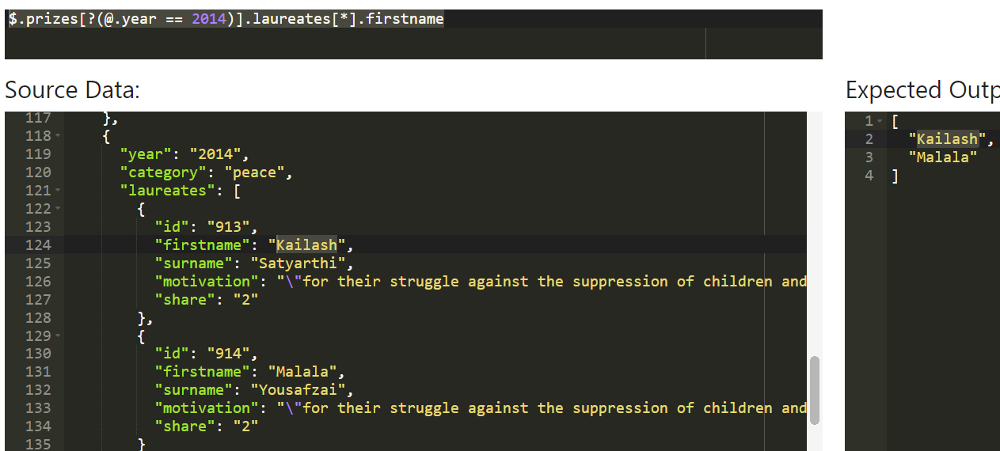 $.prizes[?(@.year == 2014)].laureates[*].firstname
Source Data:
117 },
118 {
119 "year": "2014",
120 "category": "peace",
121 "laureates": [
122 {
123 "id": "913",
124 "firstname": "Kailash",
125 "surname": "Satyarthi",
126 "motivation": "\"for their struggle against the suppression of children and
127 "share": "2"
128 },
129 {
130 "id": "914",
131 "firstname": "Malala",
132 "surname": "Yousafzai",
133 "motivation": "\"for their struggle against the suppression of children and
134 "share": "2"
135 }
Expected Outp
1 [
2 "Kailash",
3 "Malala"
4 ]